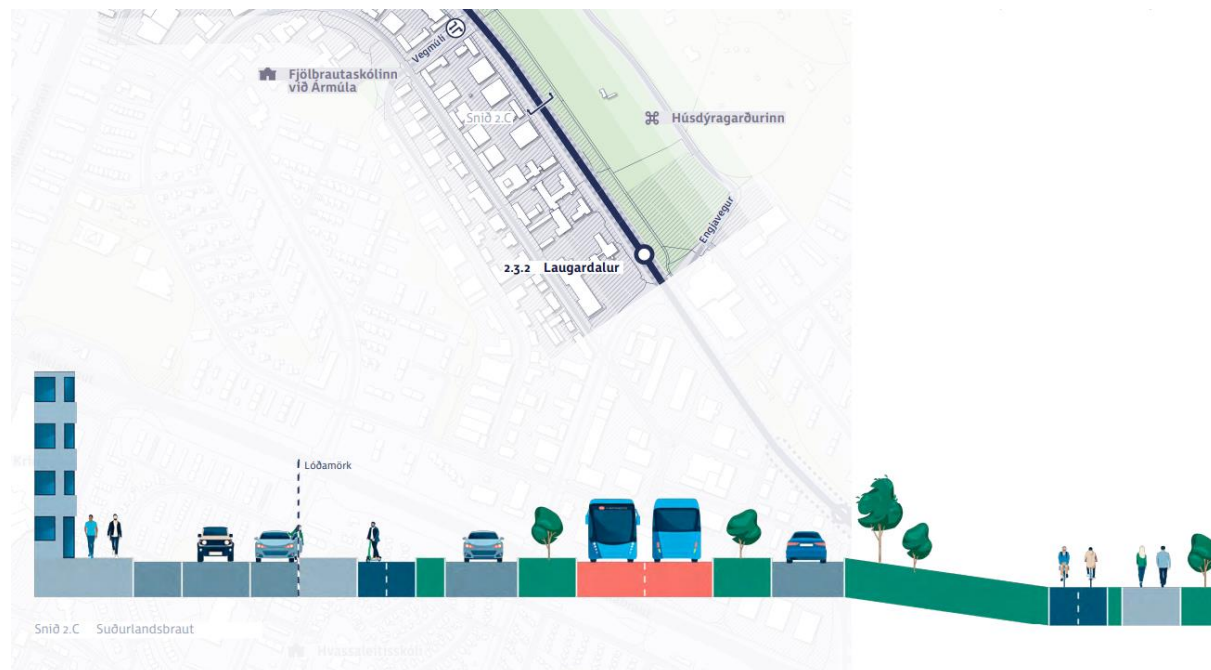 Vegmúli
Fjölbrautaskólinn
við Ármúla
Snið 2.C
Húsdýragarðurinn
Engjavegur
2.3.2 Laugardalur
Lóðamörk
Snið 2.C Suðurlandsbraut
Hvassaleitisskóli